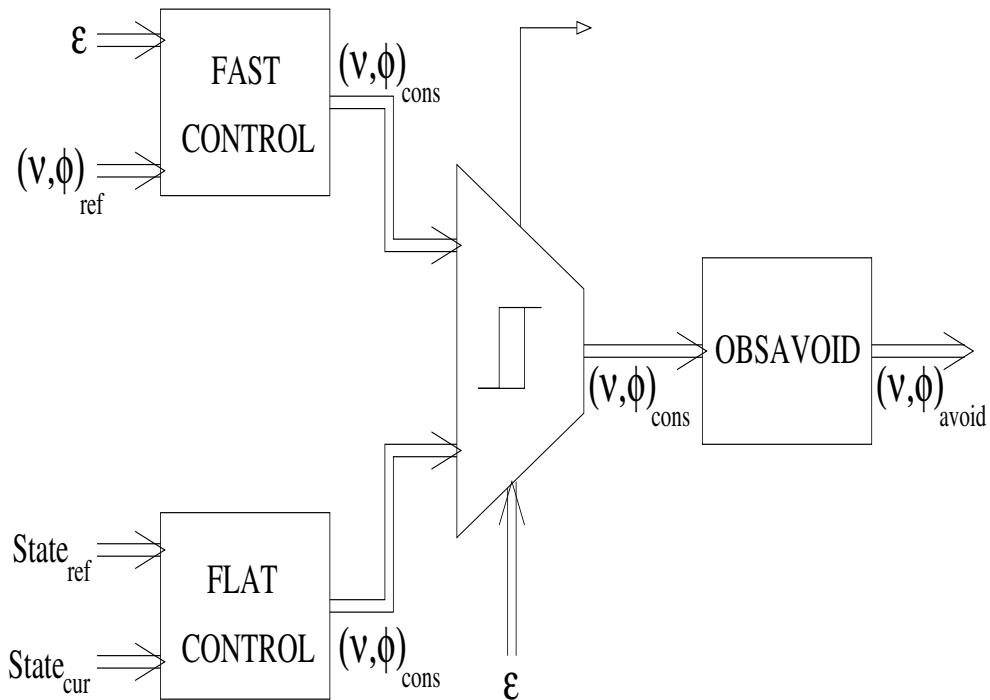 ε
(ν,ϕ)ref
FAST
CONTROL
(ν,ϕ)cons
OBSAVOID
(ν,ϕ)cons
(ν,ϕ)avoid
Stateref
Statecur
FLAT
CONTROL
(ν,ϕ)cons
ε